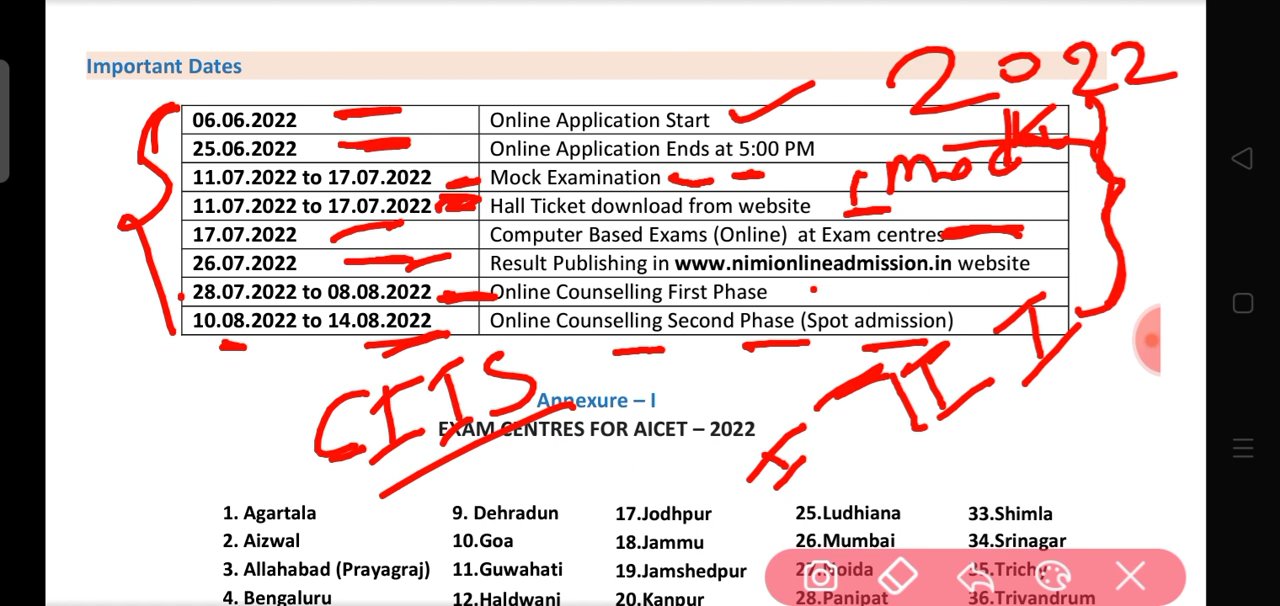 Important Dates
2022
06.06.2022 Online Application Start
25.06.2022 Online Application Ends at 5:00 PM
11.07.2022 to 17.07.2022 Mock Examination
11.07.2022 to 17.07.2022 Hall Ticket download from website
17.07.2022 Computer Based Exams (Online) at Exam centres
26.07.2022 Result Publishing in www.nimionlineadmission.in website
28.07.2022 to 08.08.2022 Online Counselling First Phase
10.08.2022 to 14.08.2022 Online Counselling Second Phase (Spot admission)
CITS
Annexure – I
EXAM CENTRES FOR AICET – 2022
1. Agartala 9. Dehradun 17.Jodhpur 25.Ludhiana 33.Shimla
2. Aizwal 10.Goa 18.Jammu 26.Mumbai 34.Srinagar
3. Allahabad (Prayagraj) 11.Guwahati 19.Jamshedpur 27.Noida 35.Trichy
4. Bengaluru 12.Haldwani 20.Kanpur 28.Panipat 36.Trivandrum